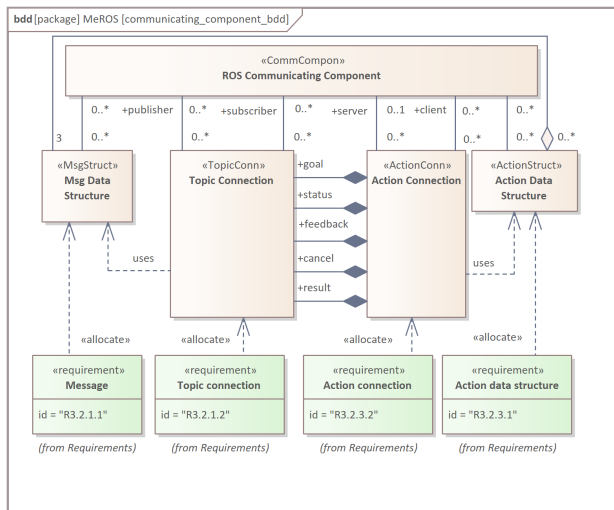 bdd [package] MeROS [communicating_component_bdd]
«CommCompon»
ROS Communicating Component
0..* +publisher 0..* +subscriber 0..* +server 0..1 +client 0..* 0..*
3 0..* 0..* 0..* 0..* 0..* 0..* 0..*
«MsgStruct»
Msg Data
Structure
«TopicConn»
Topic Connection
«ActionConn»
Action Connection
«ActionStruct»
Action Data
Structure
+goal
+status
+feedback
+cancel
+result
uses
uses
«allocate» «allocate» «allocate» «allocate»
«requirement»
Message
id = "R3.2.1.1"
(from Requirements)
«requirement»
Topic connection
id = "R3.2.1.2"
(from Requirements)
«requirement»
Action connection
id = "R3.2.3.2"
(from Requirements)
«requirement»
Action data structure
id = "R3.2.3.1"
(from Requirements)